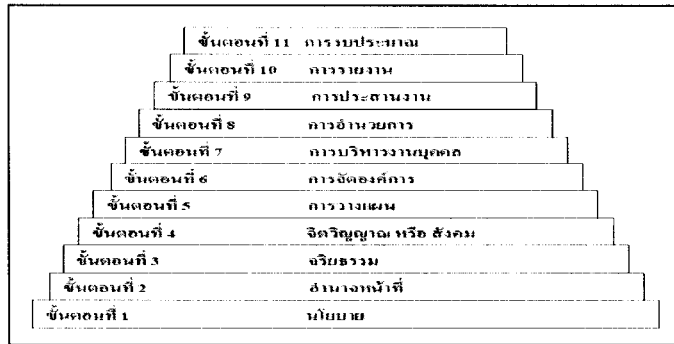 ขั้นตอนที่ 11 การงบประมาณ
ขั้นตอนที่ 10 การรายงาน
ขั้นตอนที่ 9 การประสานงาน
ขั้นตอนที่ 8 การอำนวยการ
ขั้นตอนที่ 7 การบริหารงานบุคคล
ขั้นตอนที่ 6 การจัดองค์การ
ขั้นตอนที่ 5 การวางแผน
ขั้นตอนที่ 4 จิตวิญญาณ หรือ สังคม
ขั้นตอนที่ 3 จริยธรรม
ขั้นตอนที่ 2 อำนาจหน้าที่
ขั้นตอนที่ 1 นโยบาย